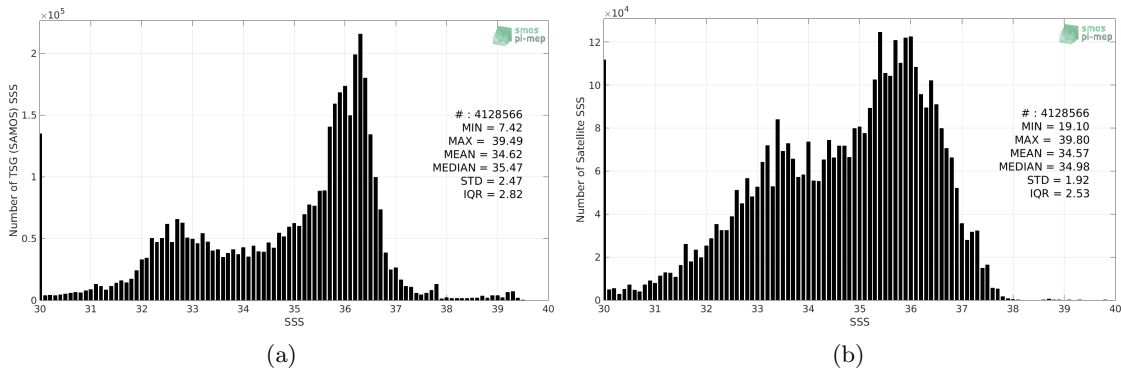 ×10⁵
Number of TSG (SAMOS) SSS
2
1.5
1
0.5
0
smos
pi-mep
# : 4128566
MIN = 7.42
MAX = 39.49
MEAN = 34.62
MEDIAN = 35.47
STD = 2.47
IQR = 2.82
30 31 32 33 34 35 36 37 38 39 40
SSS
(a)
×10⁴
Number of Satellite SSS
12
10
8
6
4
2
0
smos
pi-mep
# : 4128566
MIN = 19.10
MAX = 39.80
MEAN = 34.57
MEDIAN = 34.98
STD = 1.92
IQR = 2.53
30 31 32 33 34 35 36 37 38 39 40
SSS
(b)